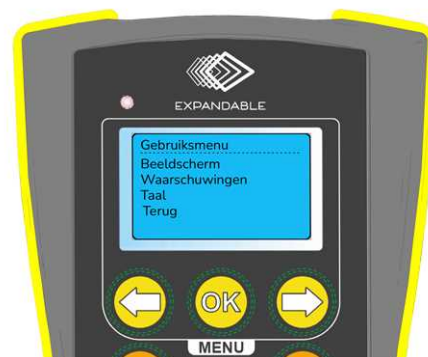 EXPANDABLE
Gebruiksmenu
Beeldscherm
Waarschuwingen
Taal
Terug
OK
MENU